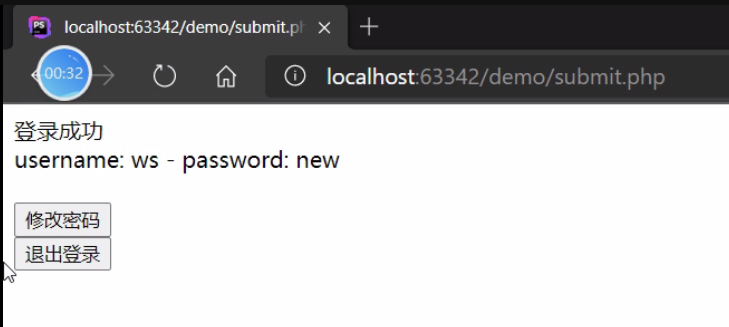 PS
localhost:63342/demo/submit.ph
00:32
localhost:63342/demo/submit.php
登录成功
username: ws - password: new
修改密码
退出登录